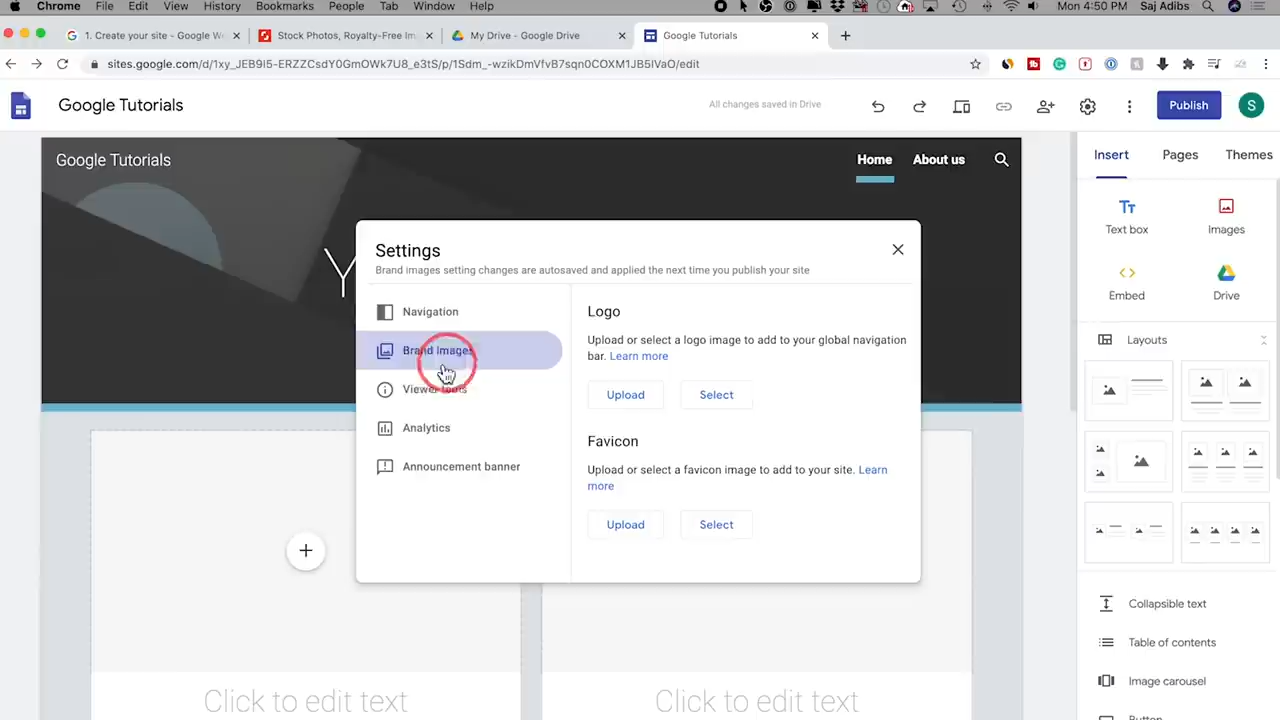 Chrome File Edit View History Bookmarks People Tab Window Help Mon 4:50 PM Saj Adibs
1. Create your site - Google We Stock Photos, Royalty-Free Im My Drive - Google Drive Google Tutorials
sites.google.com/d/1xy_JEB9I5-ERZZCsdY0GmOWk7U8_e3tS/p/1Sdm_-wzikDmVfvB7sqn0COXM1JB5IVaO/edit
Google Tutorials All changes saved in Drive Publish S
Google Tutorials Home About us
Insert Pages Themes
Text box Images
Embed Drive
Layouts
Y
Settings
Brand images setting changes are autosaved and applied the next time you publish your site
Navigation
Brand Images
Viewer tools
Analytics
Announcement banner
Logo
Upload or select a logo image to add to your global navigation
bar. Learn more
Upload Select
Favicon
Upload or select a favicon image to add to your site. Learn
more
Upload Select
Collapsible text
Table of contents
Image carousel
Click to edit text Click to edit text